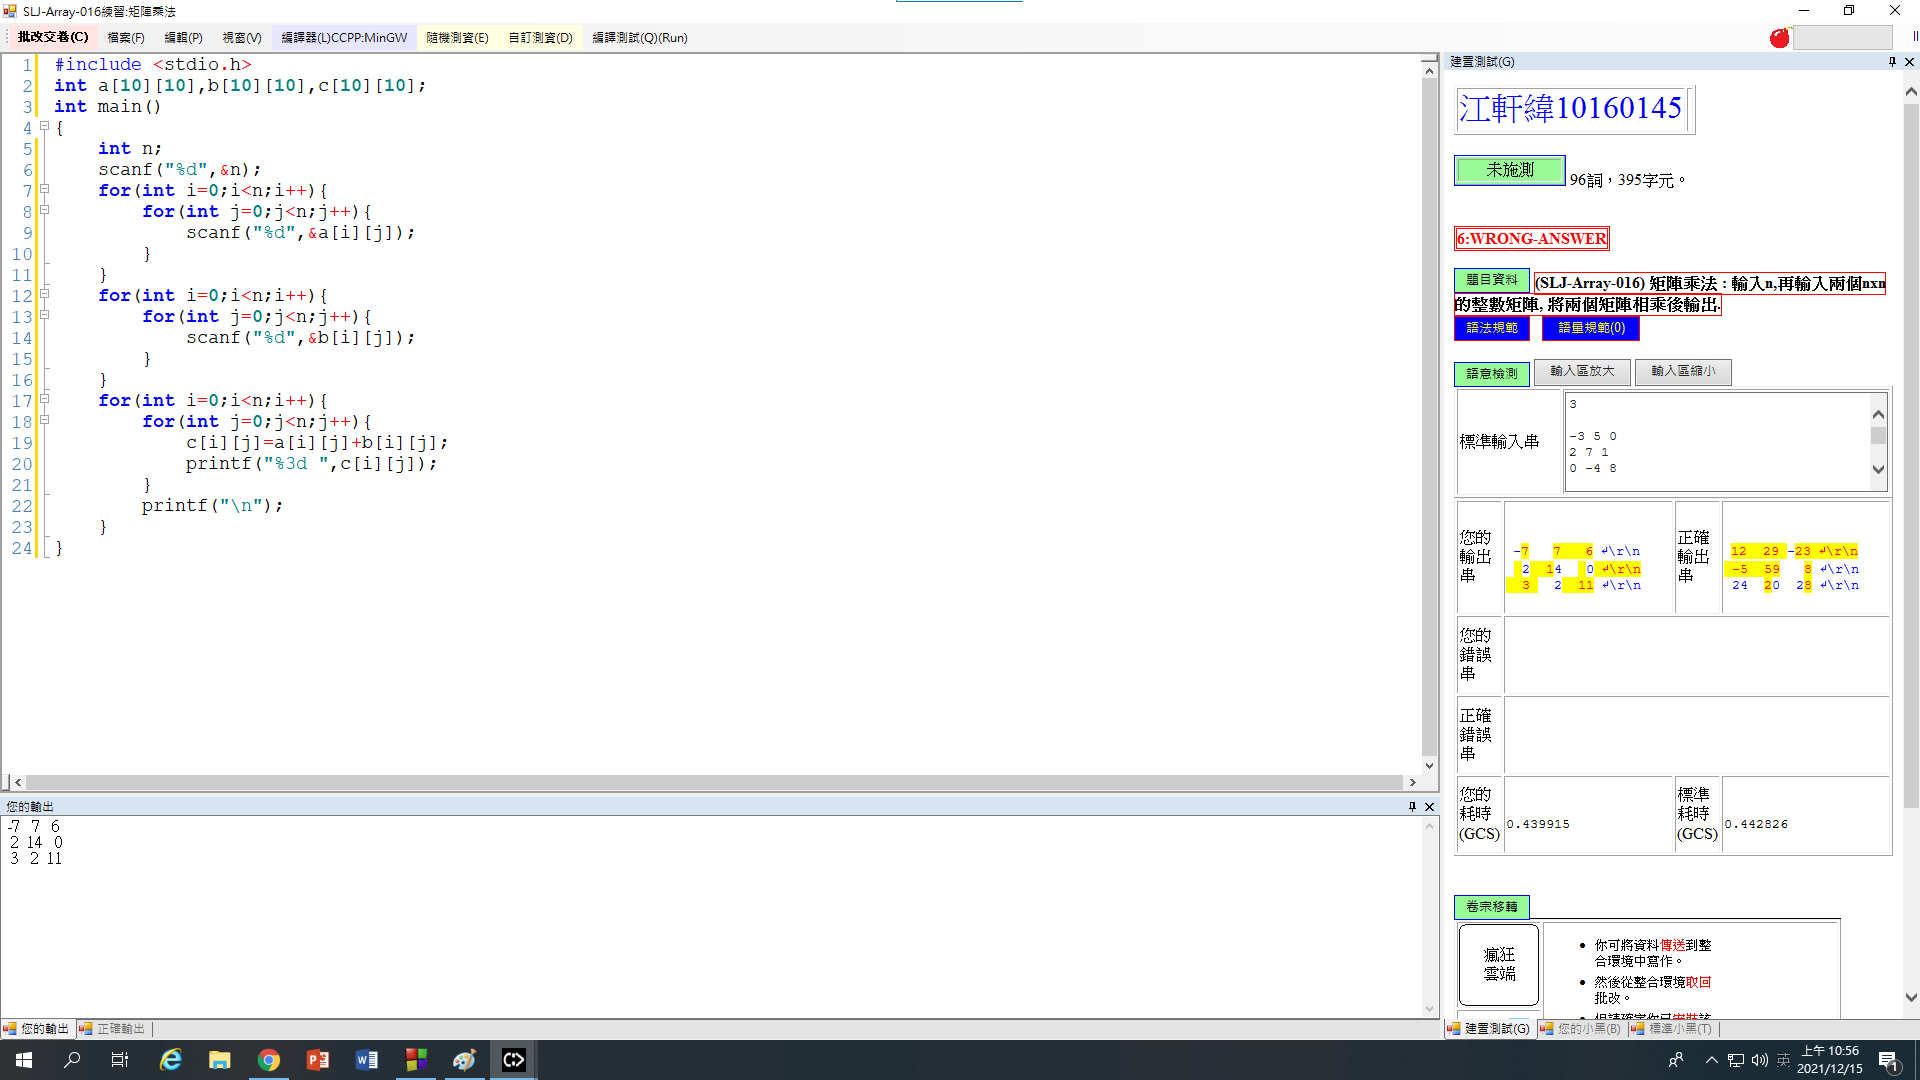 SLJ-Array-016練習:矩陣乘法
批改交卷(C) 檔案(F) 編輯(P) 視窗(V) 編譯器(L)CCPP:MinGW 隨機測資(E) 自訂測資(D) 編譯測試(Q)(Run)
1 #include <stdio.h>
2 int a[10][10],b[10][10],c[10][10];
3 int main()
4 {
5 int n;
6 scanf("%d",&n);
7 for(int i=0;i<n;i++){
8 for(int j=0;j<n;j++){
9 scanf("%d",&a[i][j]);
10 }
11 }
12 for(int i=0;i<n;i++){
13 for(int j=0;j<n;j++){
14 scanf("%d",&b[i][j]);
15 }
16 }
17 for(int i=0;i<n;i++){
18 for(int j=0;j<n;j++){
19 c[i][j]=a[i][j]+b[i][j];
20 printf("%3d ",c[i][j]);
21 }
22 printf("\n");
23 }
24 }
您的輸出
-7 7 6
2 14 0
3 2 11
您的輸出 正確輸出
建置測試(G)
江軒緯10160145
未施測 96詞，395字元。
6:WRONG-ANSWER
題目資料 (SLJ-Array-016) 矩陣乘法 : 輸入n,再輸入兩個nxn
的整數矩陣, 將兩個矩陣相乘後輸出.
語法規範 語量規範(0)
語意檢測 輸入區放大 輸入區縮小
標準輸入串
3
-3 5 0
2 7 1
0 -4 8
您的
輸出
串
-7 7 6 ↲\r\n
2 14 0 ↲\r\n
3 2 11 ↲\r\n
正確
輸出
串
12 29 -23 ↲\r\n
-5 59 8 ↲\r\n
24 20 28 ↲\r\n
您的
錯誤
串
正確
錯誤
串
您的
耗時
(GCS)
0.439915
標準
耗時
(GCS)
0.442826
卷宗移轉
瘋狂
雲端
• 你可將資料傳送到整
合環境中寫作。
• 然後從整合環境取回
批改。
建置測試(G) 您的小黑(B) 標準小黑(T)
英
上午 10:56
2021/12/15
1